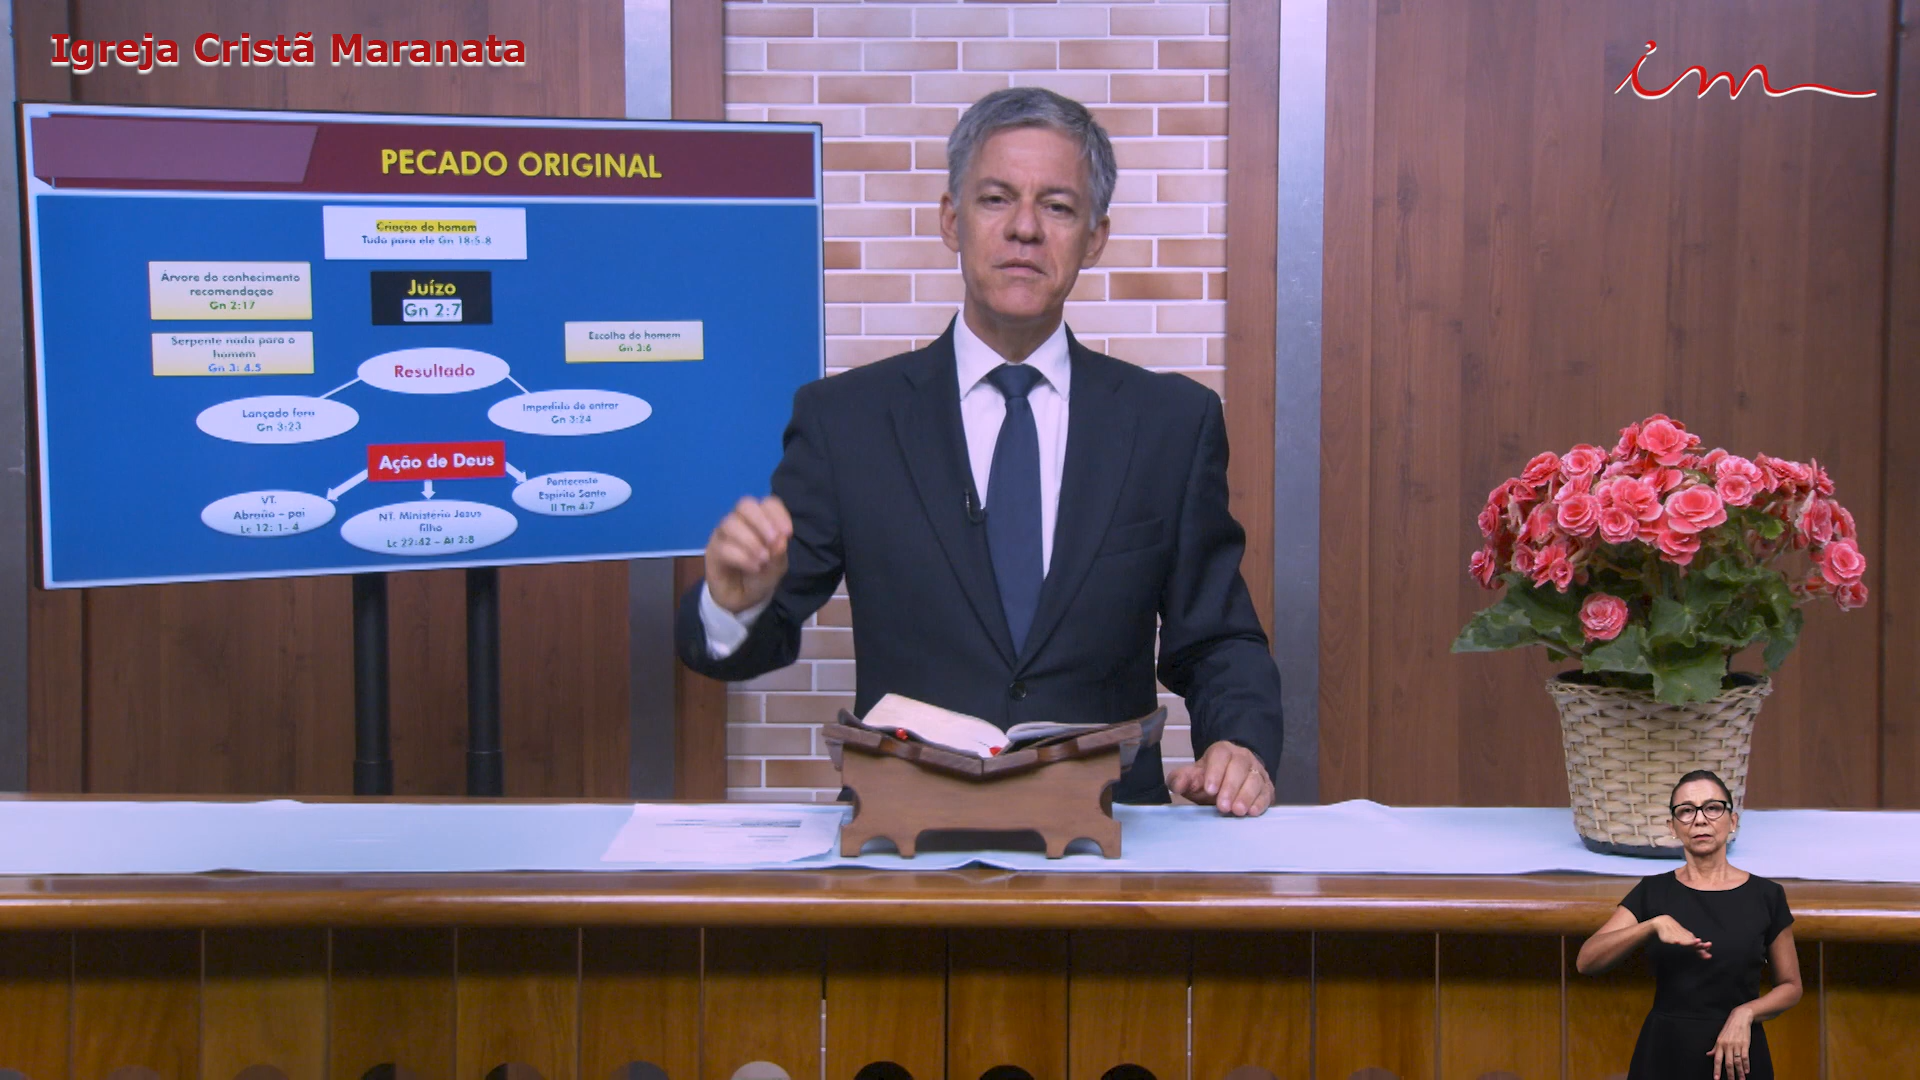 Igreja Cristã Maranata
im
PECADO ORIGINAL
Criação do homem
Tudo para ele Gn 18:5-8
Árvore do conhecimento
recomendação
Gn 2:17
Juízo
Gn 2:7
Serpente nada para o
homem
Gn 3: 4.5
Escolha do homem
Gn 3:6
Resultado
Lançado fora
Gn 3:23
Impedido de entrar
Gn 3:24
Ação de Deus
VT.
Abraão – pai
Lc 12: 1- 4
NT. Ministério Jesus
filho
Lc 22:42 – At 2:8
Pentecoste
Espírito Santo
II Tm 4:7